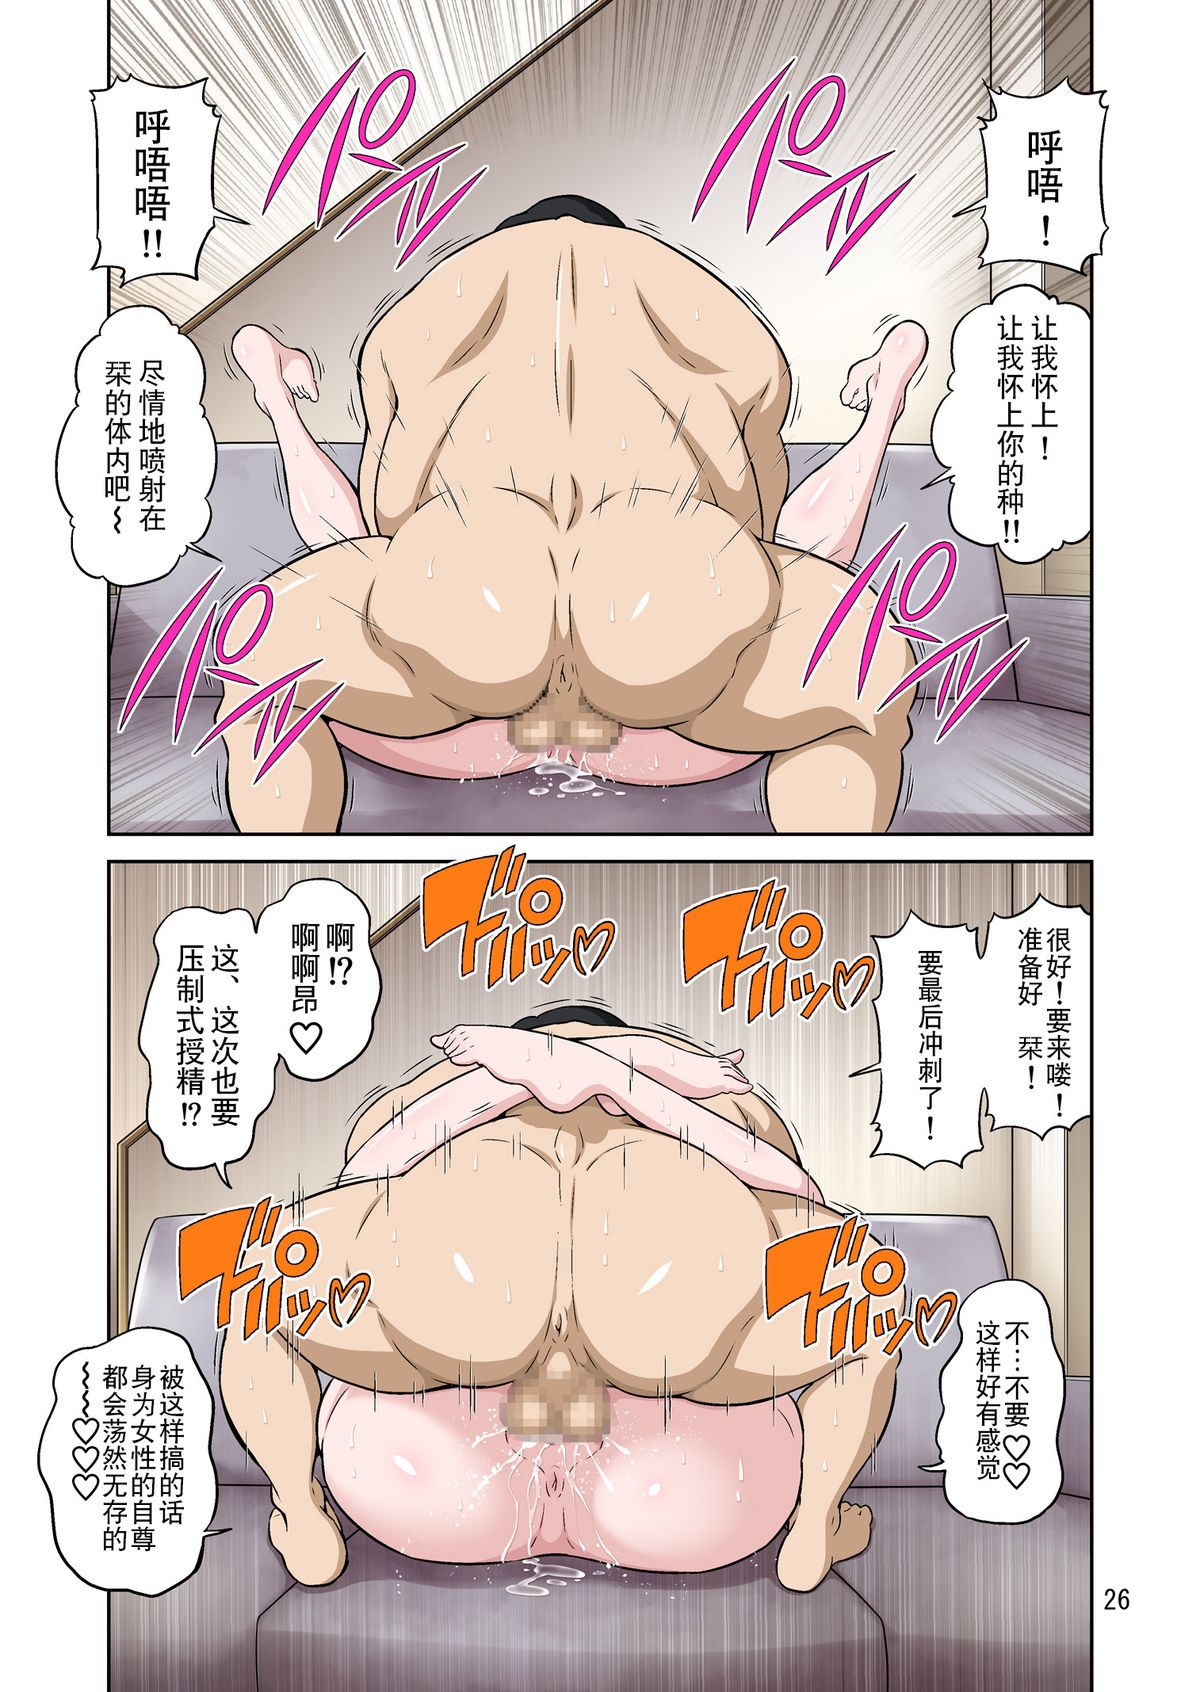 呼唔！
让我怀上！
让我怀上你的种!!
パン
パン
呼唔唔!!
尽情地喷射在
栞的体内吧～
パン
パン
很好！要来喽！
准备好　栞！
要最后冲刺了！
ドパッ♡
ドパッ♡
啊!?
啊啊昂♡
这、这次也要
压制式授精!?
不…不要♡♡
这样好有感觉
ドパッ♡
ドパッ♡
被这样搞的话
身为女性的自尊
都会荡然无存的
～～♡♡♡
26